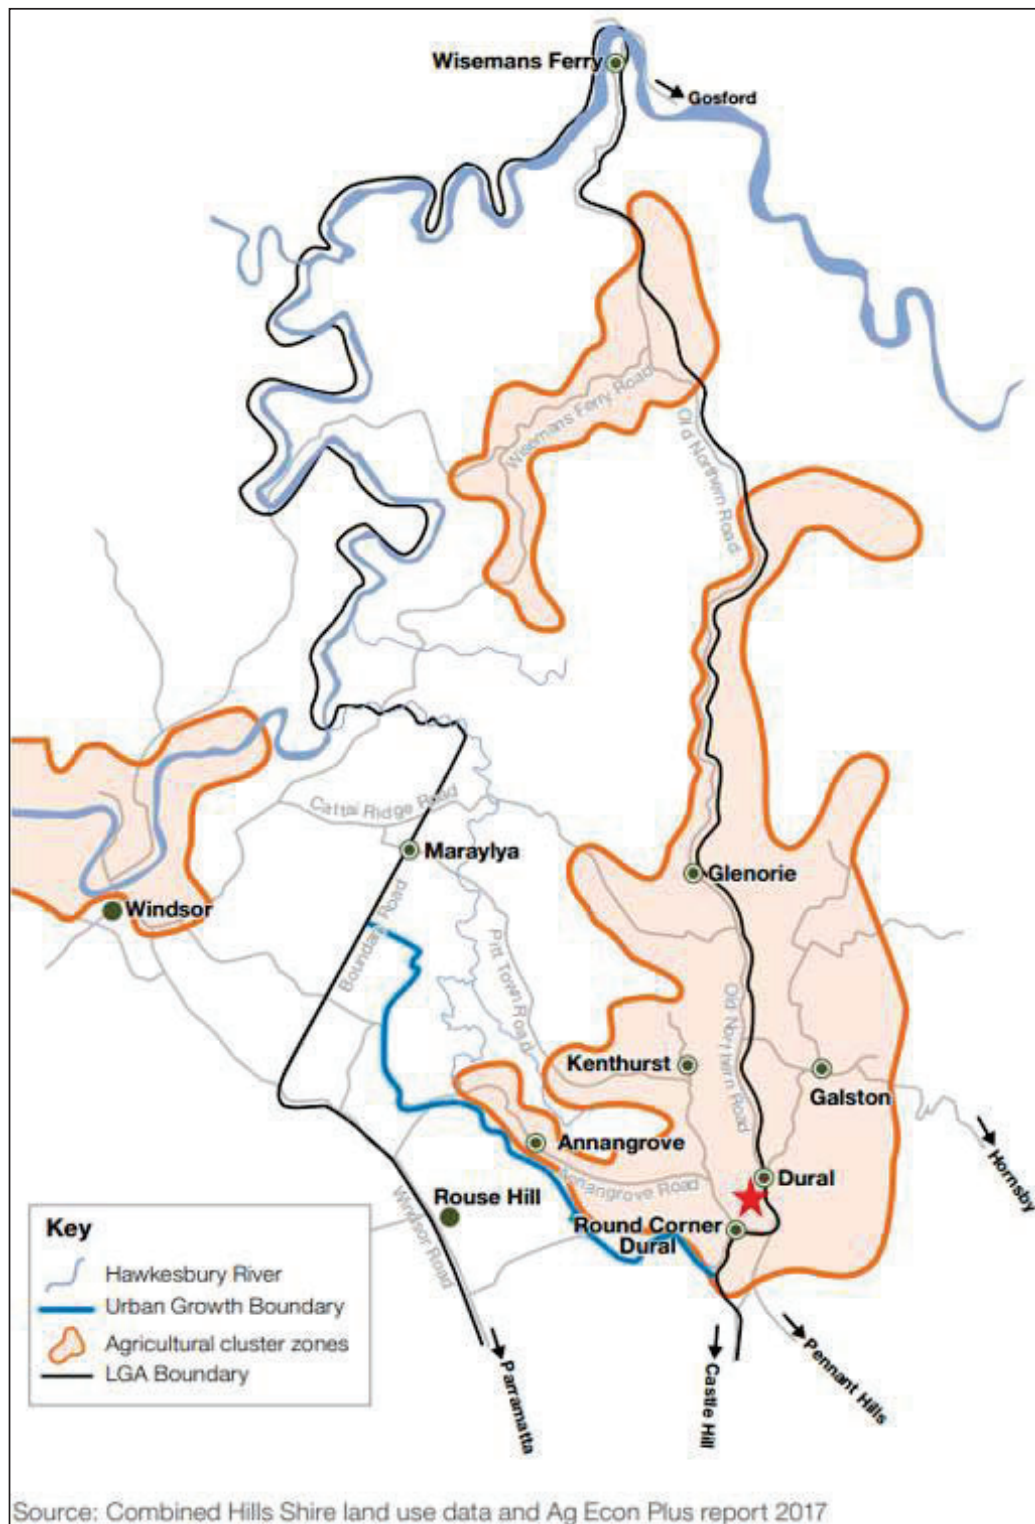 Wisemans Ferry
Gosford
Wisemans Ferry Road
Old Northern Road
Cattai Ridge Road
Maraylya
Glenorie
Windsor
Boundary Road
Pitt Town Road
Old Northern Road
Kenthurst
Galston
Annangrove
Hornsby
Annangrove Road
Dural
Rouse Hill
Windsor Road
Round Corner
Dural
Key
Hawkesbury River
Urban Growth Boundary
Agricultural cluster zones
LGA Boundary
Parramatta
Castle Hill
Pennant Hills
Source: Combined Hills Shire land use data and Ag Econ Plus report 2017